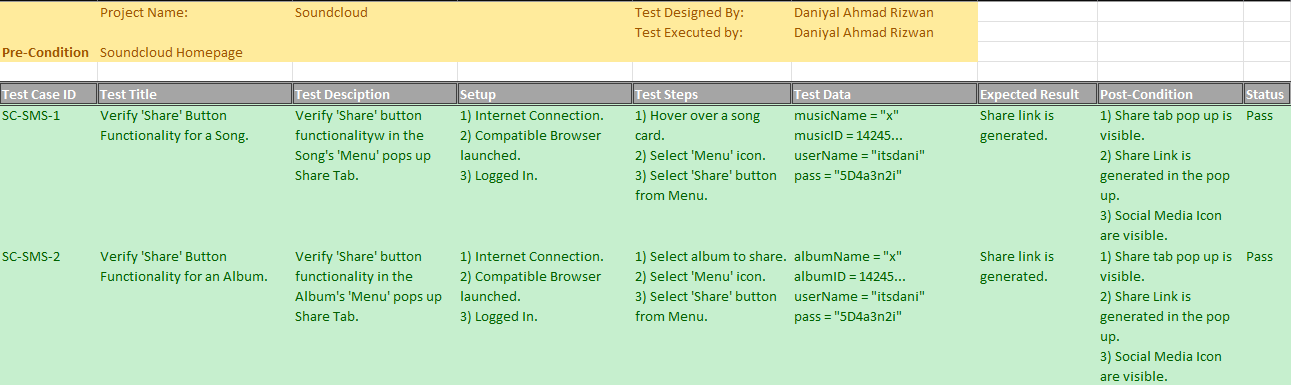 Project Name: Soundcloud Test Designed By: Daniyal Ahmad Rizwan
Test Executed by: Daniyal Ahmad Rizwan
Pre-Condition Soundcloud Homepage
Test Case ID Test Title Test Desciption Setup Test Steps Test Data Expected Result Post-Condition Status
SC-SMS-1
Verify 'Share' Button
Functionality for a Song.
Verify 'Share' button
functionalityw in the
Song's 'Menu' pops up
Share Tab.
1) Internet Connection.
2) Compatible Browser
launched.
3) Logged In.
1) Hover over a song
card.
2) Select 'Menu' icon.
3) Select 'Share' button
from Menu.
musicName = "x"
musicID = 14245...
userName = "itsdani"
pass = "5D4a3n2i"
Share link is
generated.
1) Share tab pop up is
visible.
2) Share Link is
generated in the pop
up.
3) Social Media Icon
are visible.
Pass
SC-SMS-2
Verify 'Share' Button
Functionality for an Album.
Verify 'Share' button
functionality in the
Album's 'Menu' pops up
Share Tab.
1) Internet Connection.
2) Compatible Browser
launched.
3) Logged In.
1) Select album to share.
2) Select 'Menu' icon.
3) Select 'Share' button
from Menu.
albumName = "x"
albumID = 14245...
userName = "itsdani"
pass = "5D4a3n2i"
Share link is
generated.
1) Share tab pop up is
visible.
2) Share Link is
generated in the pop
up.
3) Social Media Icon
are visible.
Pass